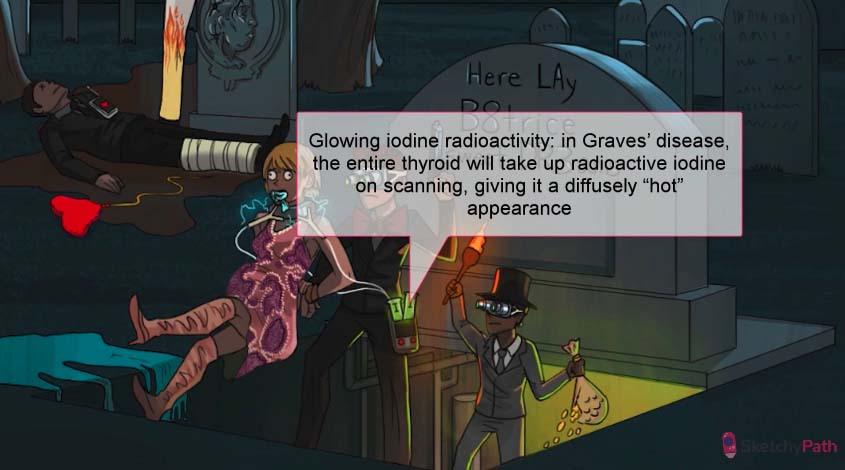 Here LAy
B8trice
Glowing iodine radioactivity: in Graves’ disease,
the entire thyroid will take up radioactive iodine
on scanning, giving it a diffusely “hot”
appearance
I
SketchyPath